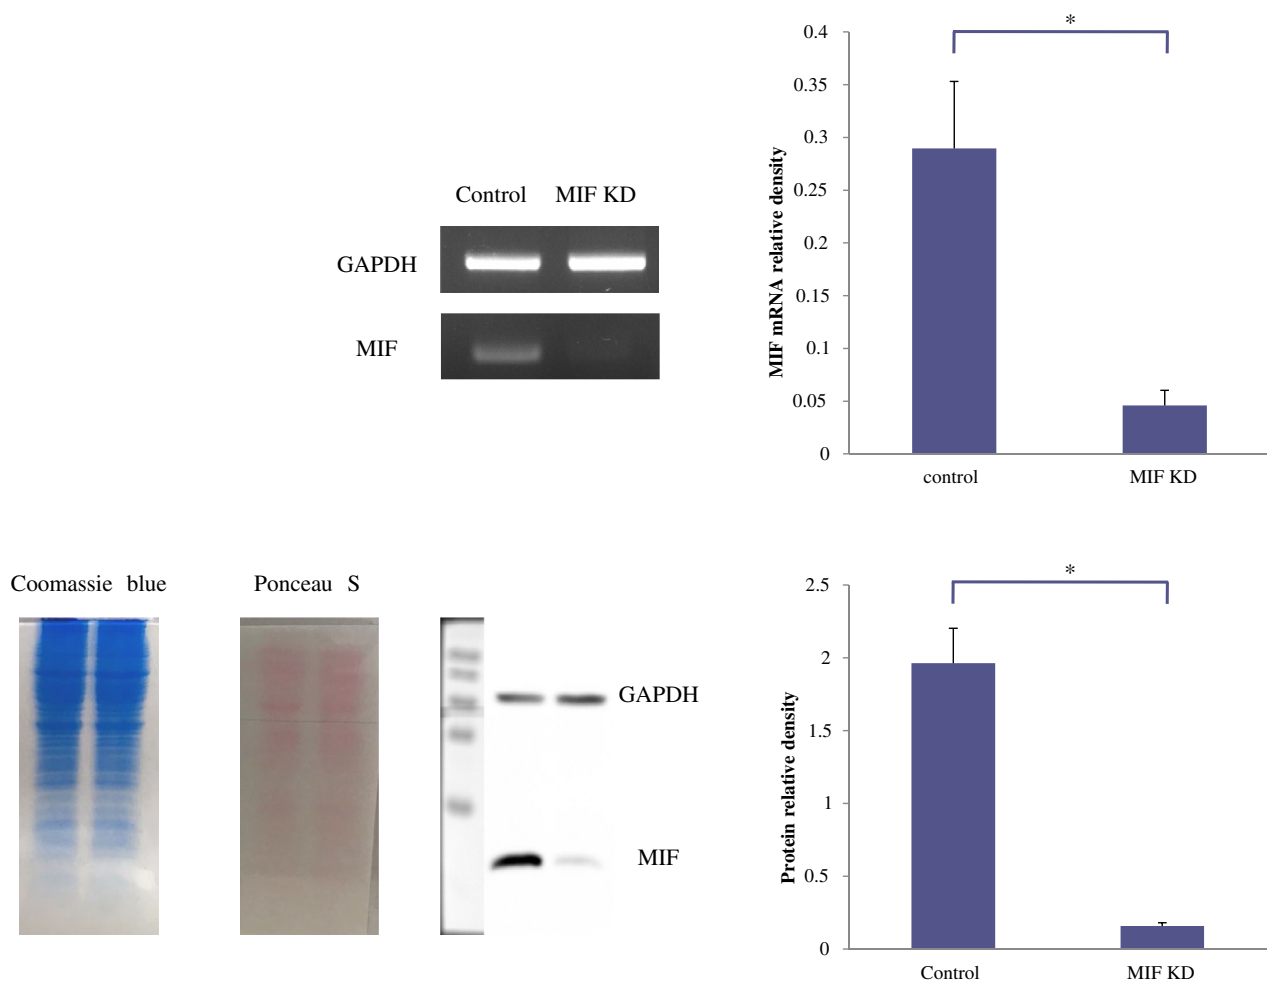 Control MIF KD
GAPDH
MIF
*
0.4
0.35
0.3
0.25
0.2
0.15
0.1
0.05
0
MIF mRNA relative density
control MIF KD
Coomassie blue
Ponceau S
GAPDH
MIF
*
2.5
2
1.5
1
0.5
0
Protein relative density
Control MIF KD